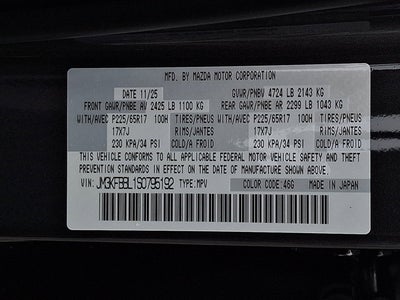 MFD. BY MAZDA MOTOR CORPORATION
DATE 11/25 GVWR/PNBV 4724 LB 2143 KG
FRONT GAWR/PNBE AV 2425 LB 1100 KG REAR GAWR/PNBE AR 2299 LB 1043 KG
WITH/AVEC P225/65R17 100H TIRES/PNEUS WITH/AVEC P225/65R17 100H TIRES/PNEUS
17X7J RIMS/JANTES 17X7J RIMS/JANTES
230 KPA/34 PSI COLD/FROID 230 KPA/34 PSI COLD/FROID
THIS VEHICLE CONFORMS TO ALL APPLICABLE FEDERAL MOTOR VEHICLE SAFETY AND THEFT
PREVENTION STANDARDS IN EFFECT ON THE DATE OF MANUFACTURE SHOWN ABOVE.
COLOR CODE:46G
VIN: JM3KFBBL1S0795192 TYPE:MPV MADE IN JAPAN